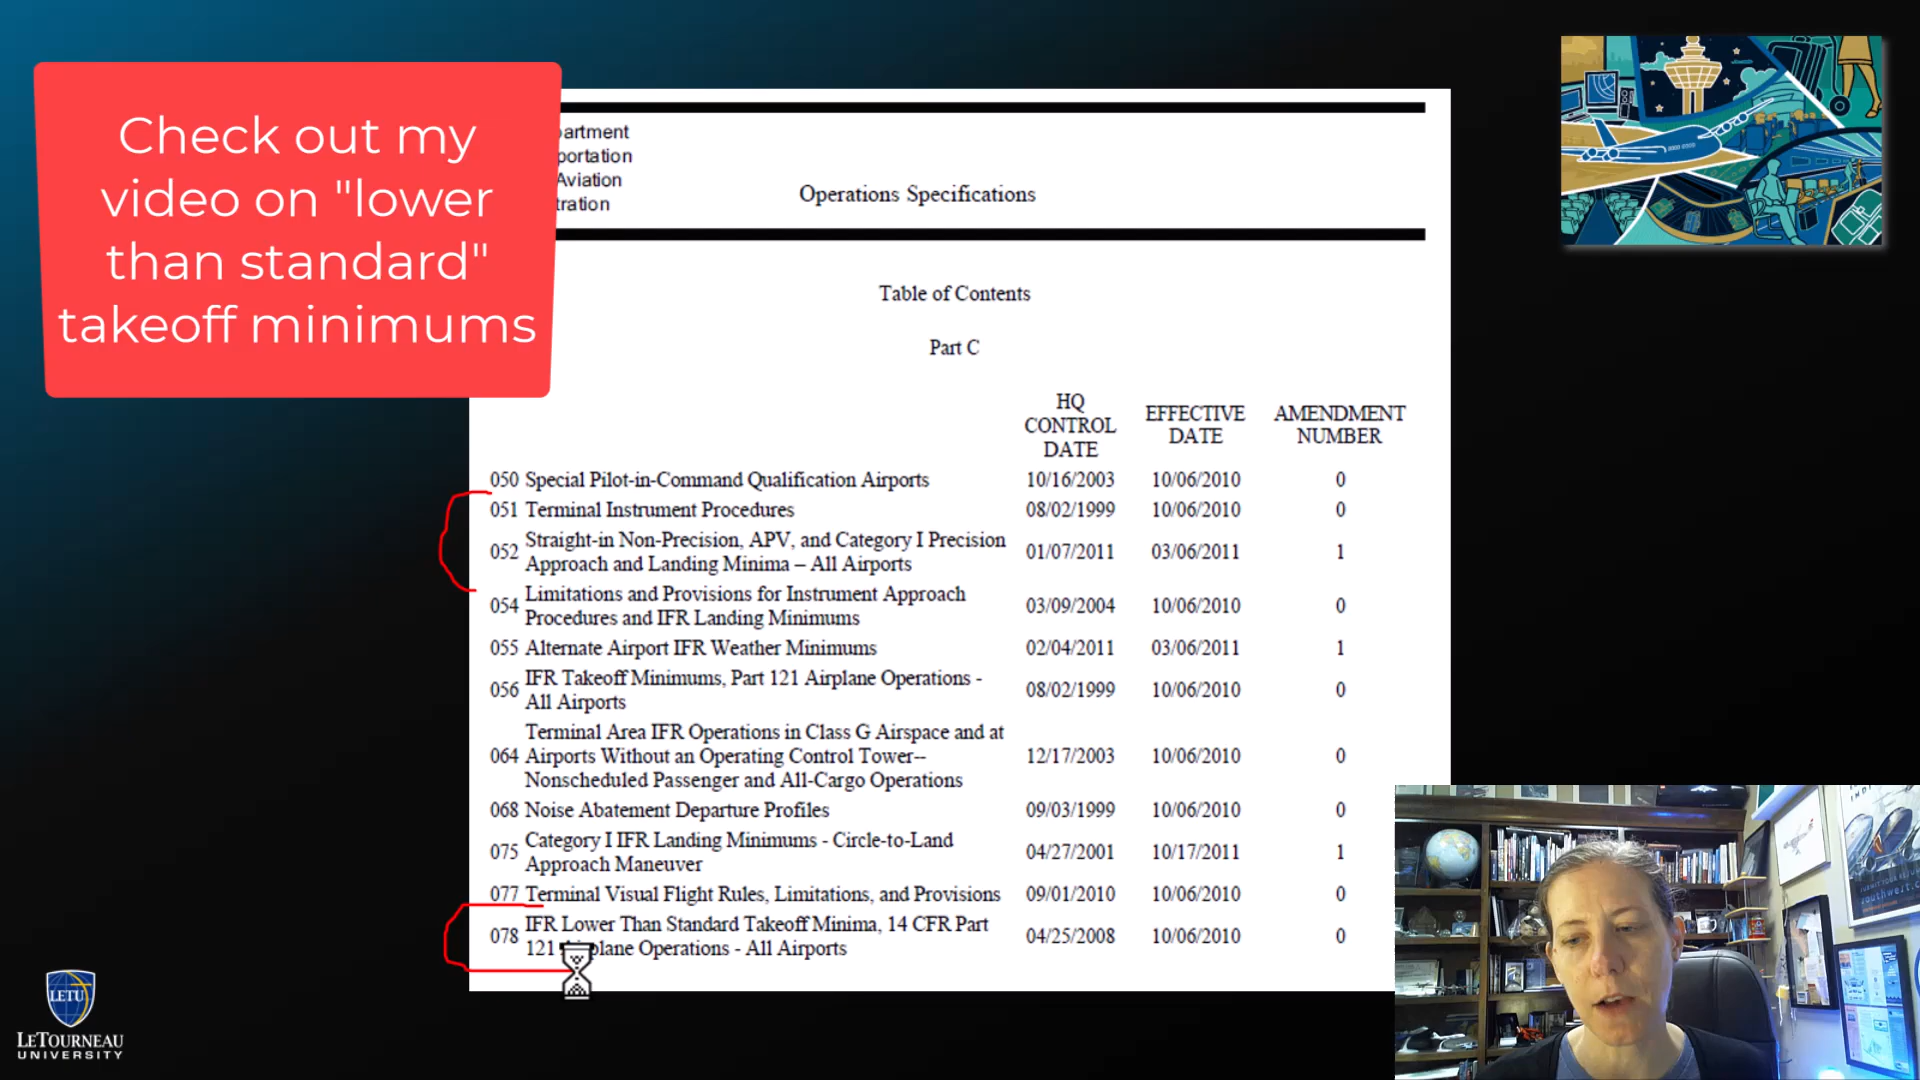 Check out my
video on "lower
than standard"
takeoff minimums
artment
portation
Aviation
tration
Operations Specifications
Table of Contents
Part C
HQ CONTROL DATE
EFFECTIVE DATE
AMENDMENT NUMBER
050 Special Pilot-in-Command Qualification Airports 10/16/2003 10/06/2010 0
051 Terminal Instrument Procedures 08/02/1999 10/06/2010 0
052 Straight-in Non-Precision, APV, and Category I Precision
Approach and Landing Minima – All Airports 01/07/2011 03/06/2011 1
054 Limitations and Provisions for Instrument Approach
Procedures and IFR Landing Minimums 03/09/2004 10/06/2010 0
055 Alternate Airport IFR Weather Minimums 02/04/2011 03/06/2011 1
056 IFR Takeoff Minimums, Part 121 Airplane Operations -
All Airports 08/02/1999 10/06/2010 0
Terminal Area IFR Operations in Class G Airspace and at
064 Airports Without an Operating Control Tower--
Nonscheduled Passenger and All-Cargo Operations 12/17/2003 10/06/2010 0
068 Noise Abatement Departure Profiles 09/03/1999 10/06/2010 0
075 Category I IFR Landing Minimums - Circle-to-Land
Approach Maneuver 04/27/2001 10/17/2011 1
077 Terminal Visual Flight Rules, Limitations, and Provisions 09/01/2010 10/06/2010 0
078 IFR Lower Than Standard Takeoff Minima, 14 CFR Part
121 plane Operations - All Airports 04/25/2008 10/06/2010 0
LETU
LETOURNEAU
UNIVERSITY